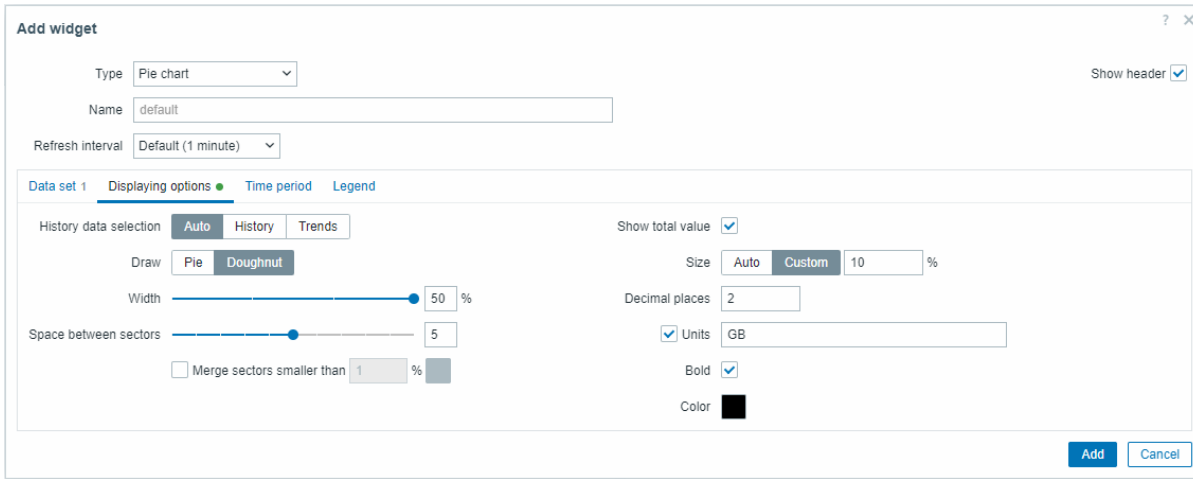 Add widget
?
Type Pie chart
Show header
Name default
Refresh interval Default (1 minute)
Data set 1 Displaying options Time period Legend
History data selection Auto History Trends
Show total value
Draw Pie Doughnut
Size Auto Custom 10 %
Width 50 %
Decimal places 2
Space between sectors 5
Units GB
Merge sectors smaller than 1 %
Bold
Color
Add Cancel